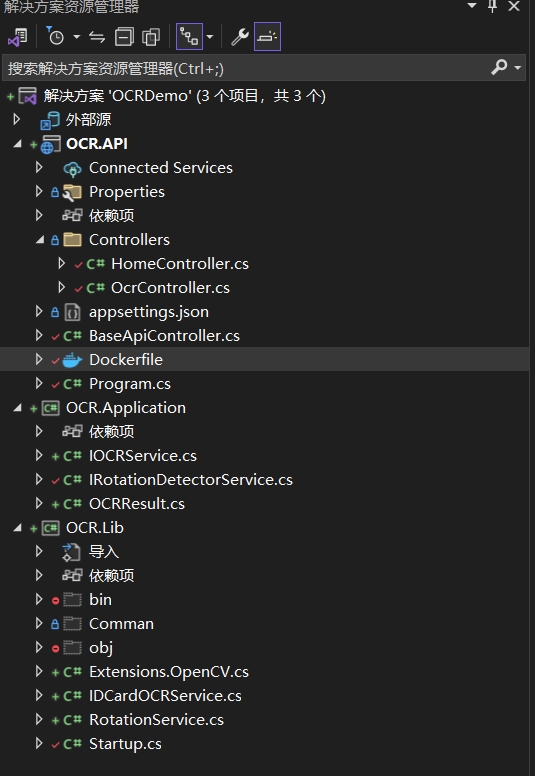 解决方案资源管理器
搜索解决方案资源管理器(Ctrl+;)
解决方案 'OCRDemo' (3 个项目，共 3 个)
外部源
OCR.API
Connected Services
Properties
依赖项
Controllers
C# HomeController.cs
C# OcrController.cs
appsettings.json
C# BaseApiController.cs
Dockerfile
C# Program.cs
C# OCR.Application
依赖项
C# IOCRService.cs
C# IRotationDetectorService.cs
C# OCRResult.cs
C# OCR.Lib
导入
依赖项
bin
Comman
obj
C# Extensions.OpenCV.cs
C# IDCardOCRService.cs
C# RotationService.cs
C# Startup.cs